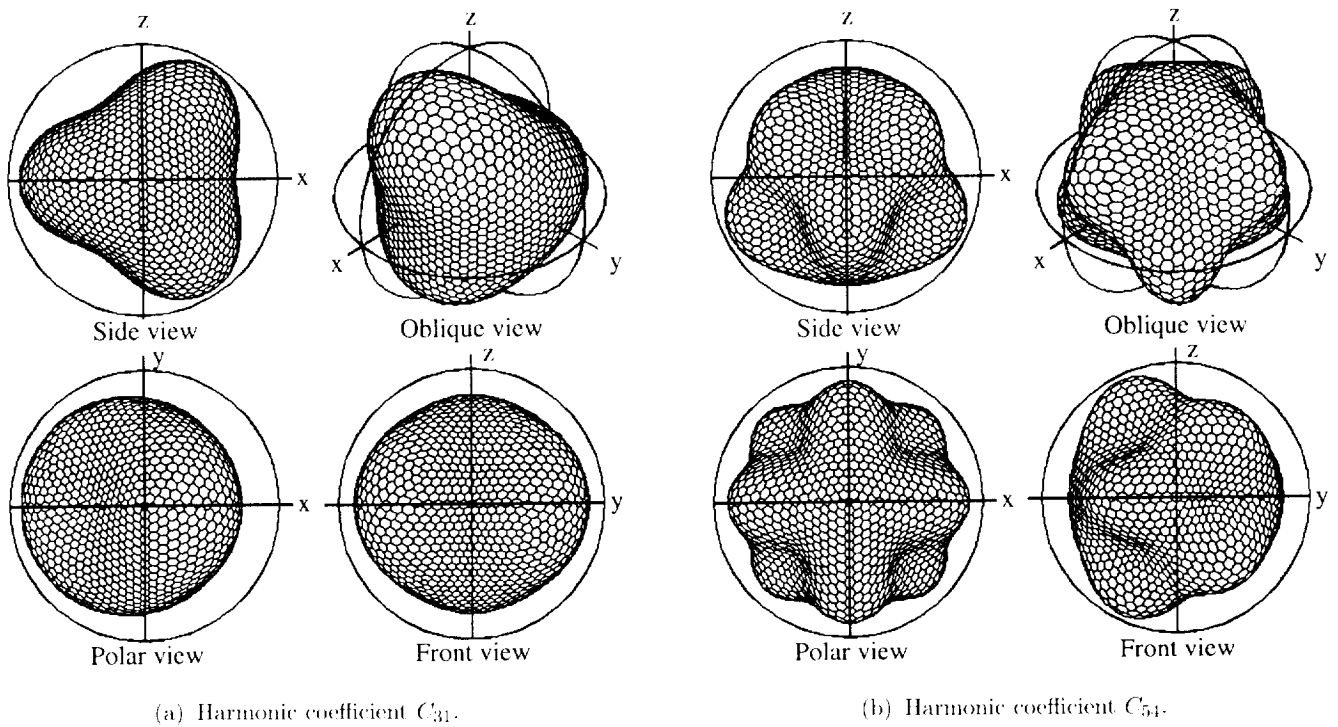 z
x
Side view
z
x
y
Oblique view
y
x
Polar view
z
y
Front view
(a) Harmonic coefficient C31.
z
x
Side view
z
x
y
Oblique view
y
x
Polar view
z
y
Front view
(b) Harmonic coefficient C54.